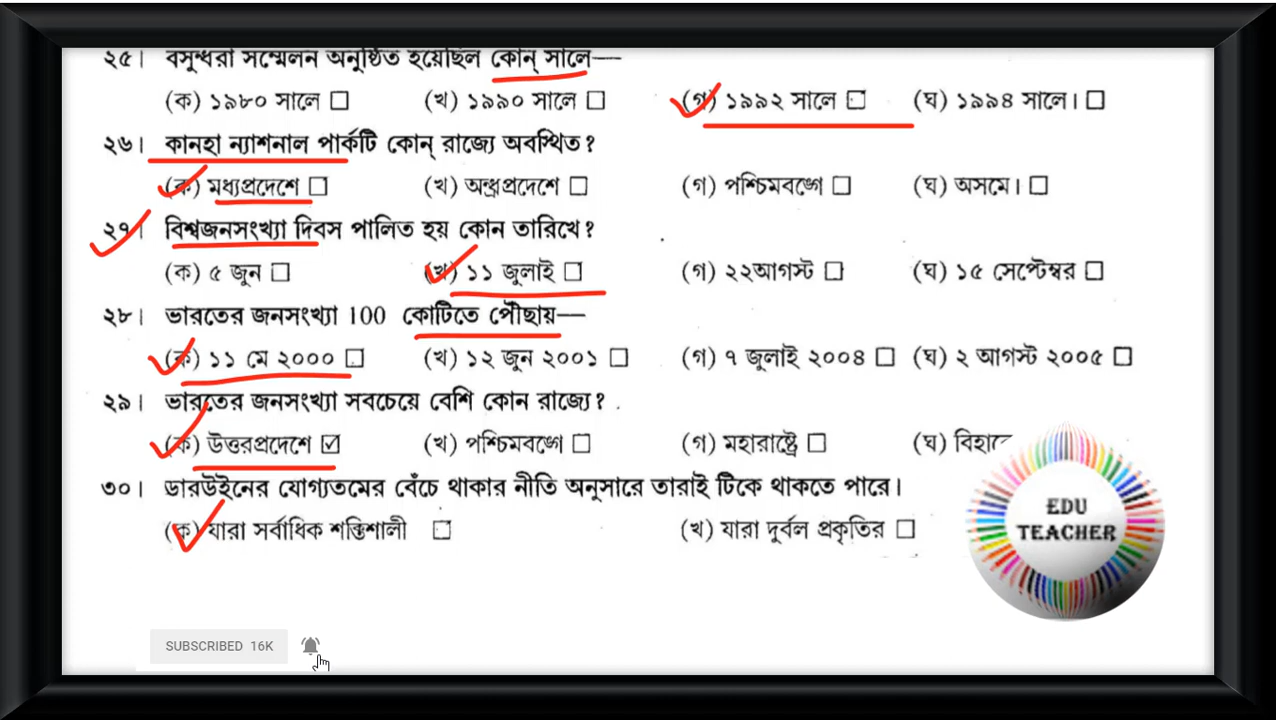 ২৫। বসুন্ধরা সম্মেলন অনুষ্ঠিত হয়েছিল কোন্ সালে—
(ক) ১৯৮০ সালে (খ) ১৯৯০ সালে (গ) ১৯৯২ সালে (ঘ) ১৯৯৪ সালে।
২৬। কানহা ন্যাশনাল পার্কটি কোন্ রাজ্যে অবস্থিত?
(ক) মধ্যপ্রদেশে (খ) অন্ধ্রপ্রদেশে (গ) পশ্চিমবঙ্গে (ঘ) অসমে।
২৭। বিশ্বজনসংখ্যা দিবস পালিত হয় কোন তারিখে?
(ক) ৫ জুন (খ) ১১ জুলাই (গ) ২২আগস্ট (ঘ) ১৫ সেপ্টেম্বর
২৮। ভারতের জনসংখ্যা 100 কোটিতে পৌঁছায়—
(ক) ১১ মে ২০০০ (খ) ১২ জুন ২০০১ (গ) ৭ জুলাই ২০০৪ (ঘ) ২ আগস্ট ২০০৫
২৯। ভারতের জনসংখ্যা সবচেয়ে বেশি কোন রাজ্যে?
(ক) উত্তরপ্রদেশে (খ) পশ্চিমবঙ্গে (গ) মহারাষ্ট্রে (ঘ)
৩০। ডারউইনের যোগ্যতমের বেঁচে থাকার নীতি অনুসারে তারাই টিকে থাকতে পারে।
(ক) যারা সর্বাধিক শক্তিশালী (খ) যারা দুর্বল প্রকৃতির
EDU
TEACHER
SUBSCRIBED 16K